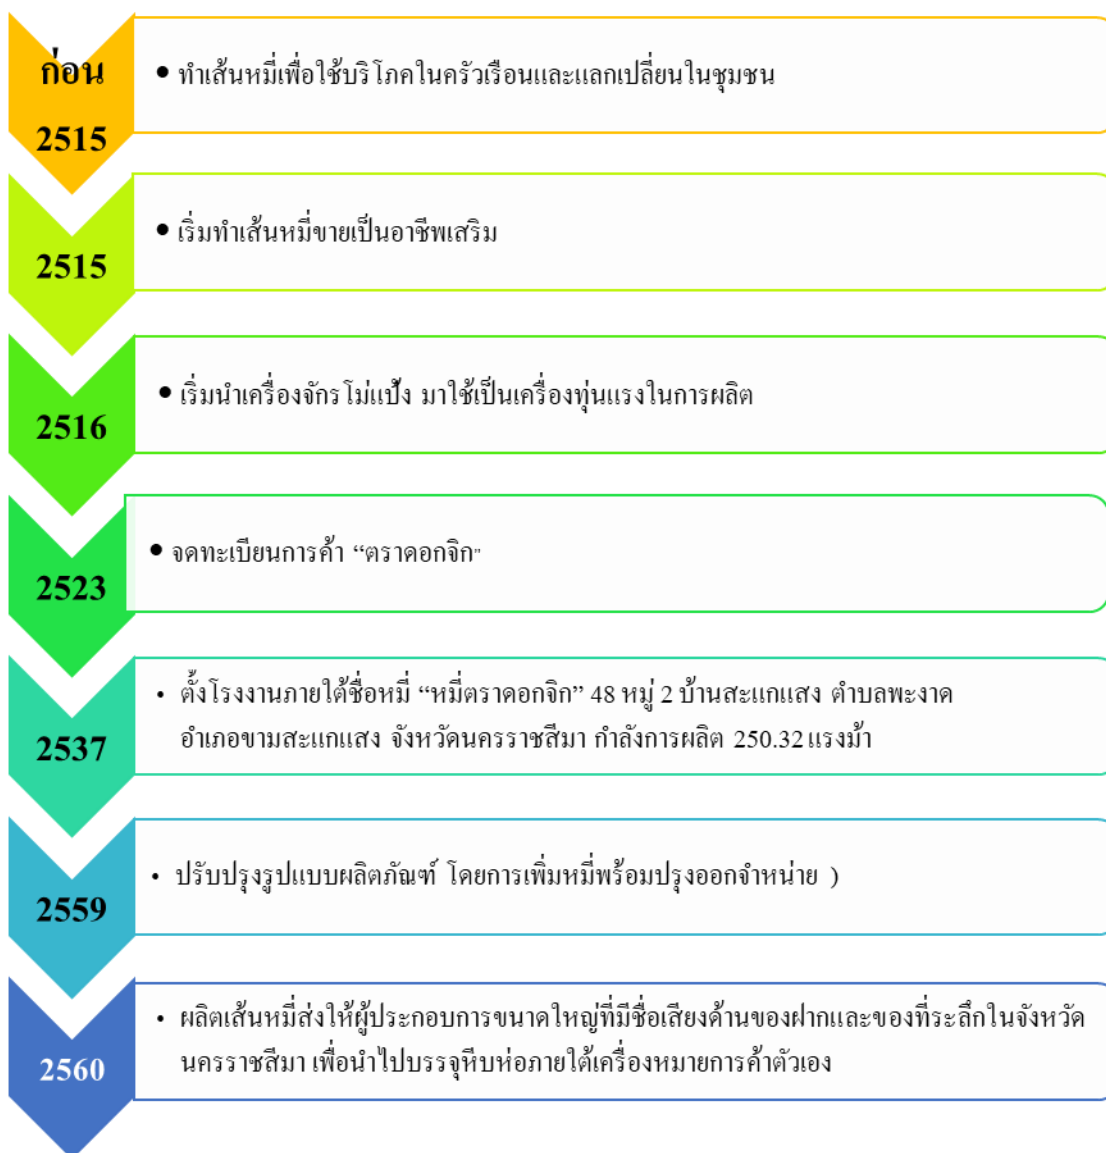 ก่อน
2515
• ทำเส้นหมี่เพื่อใช้บริโภคในครัวเรือนและแลกเปลี่ยนในชุมชน
2515
• เริ่มทำเส้นหมี่ขายเป็นอาชีพเสริม
2516
• เริ่มนำเครื่องจักรโม่แป้ง มาใช้เป็นเครื่องทุ่นแรงในการผลิต
2523
• จดทะเบียนการค้า “ตราดอกจิก”
2537
• ตั้งโรงงานภายใต้ชื่อหมี่ “หมี่ตราดอกจิก” 48 หมู่ 2 บ้านสะแกแสง ตำบลพะงาด
อำเภอขามสะแกแสง จังหวัดนครราชสีมา กำลังการผลิต 250.32 แรงม้า
2559
• ปรับปรุงรูปแบบผลิตภัณฑ์ โดยการเพิ่มหมี่พร้อมปรุงออกจำหน่าย )
2560
• ผลิตเส้นหมี่ส่งให้ผู้ประกอบการขนาดใหญ่ที่มีชื่อเสียงด้านของฝากและของที่ระลึกในจังหวัด
นครราชสีมา เพื่อนำไปบรรจุหีบห่อภายใต้เครื่องหมายการค้าตัวเอง